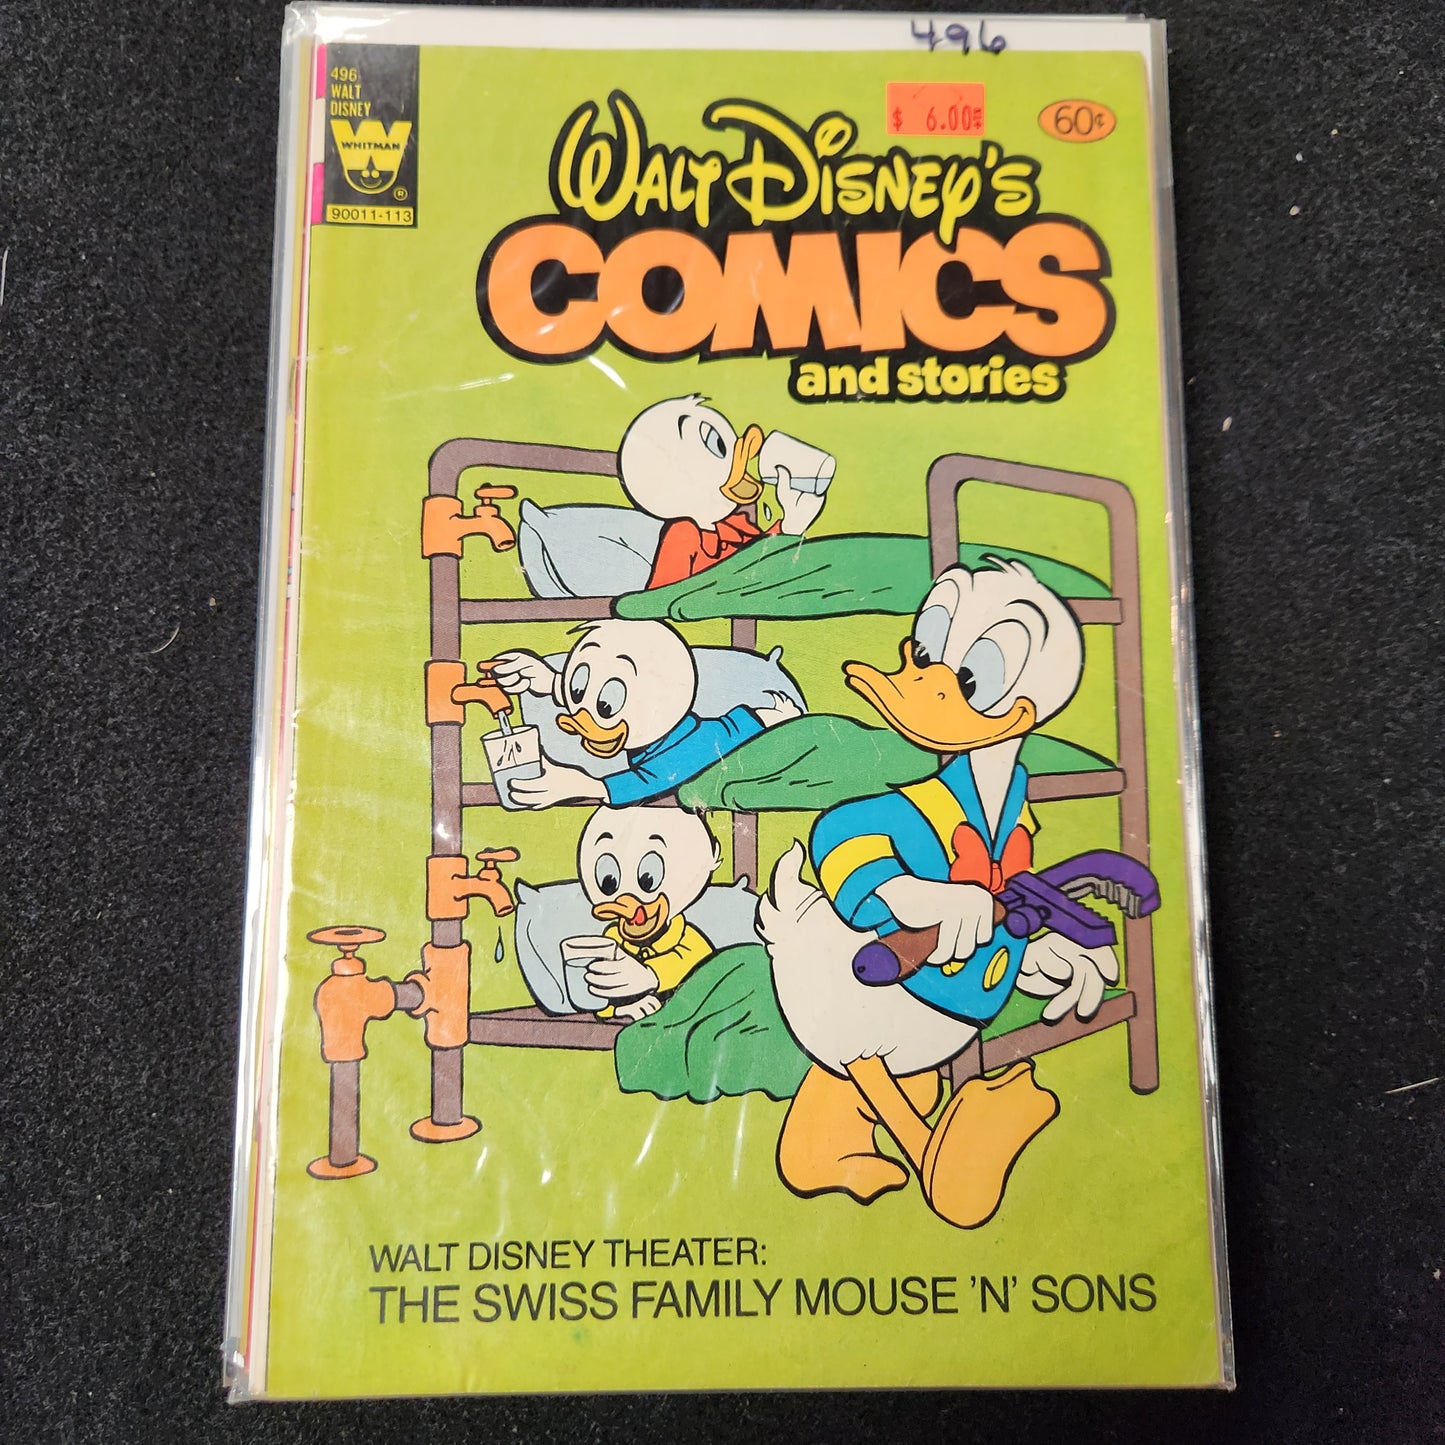 496
496
WALT
DISNEY
W
WHITMAN
®
90011-113
$ 6.00
60¢
WALT DISNEY'S
COMICS
and stories
WALT DISNEY THEATER:
THE SWISS FAMILY MOUSE 'N' SONS